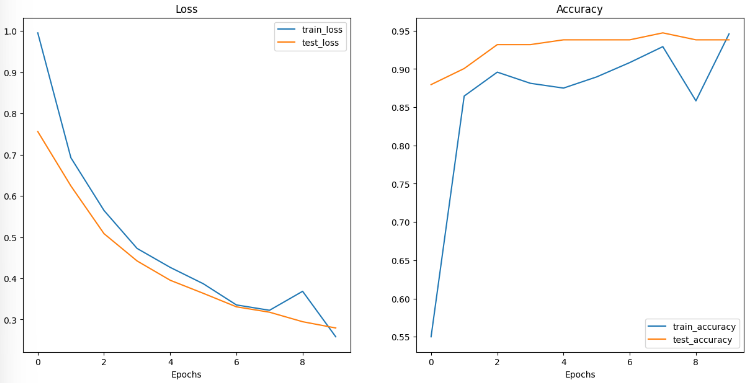 Loss
train_loss
test_loss
1.0
0.9
0.8
0.7
0.6
0.5
0.4
0.3
0 2 4 6 8
Epochs
Accuracy
0.95
0.90
0.85
0.80
0.75
0.70
0.65
0.60
0.55
train_accuracy
test_accuracy
0 2 4 6 8
Epochs